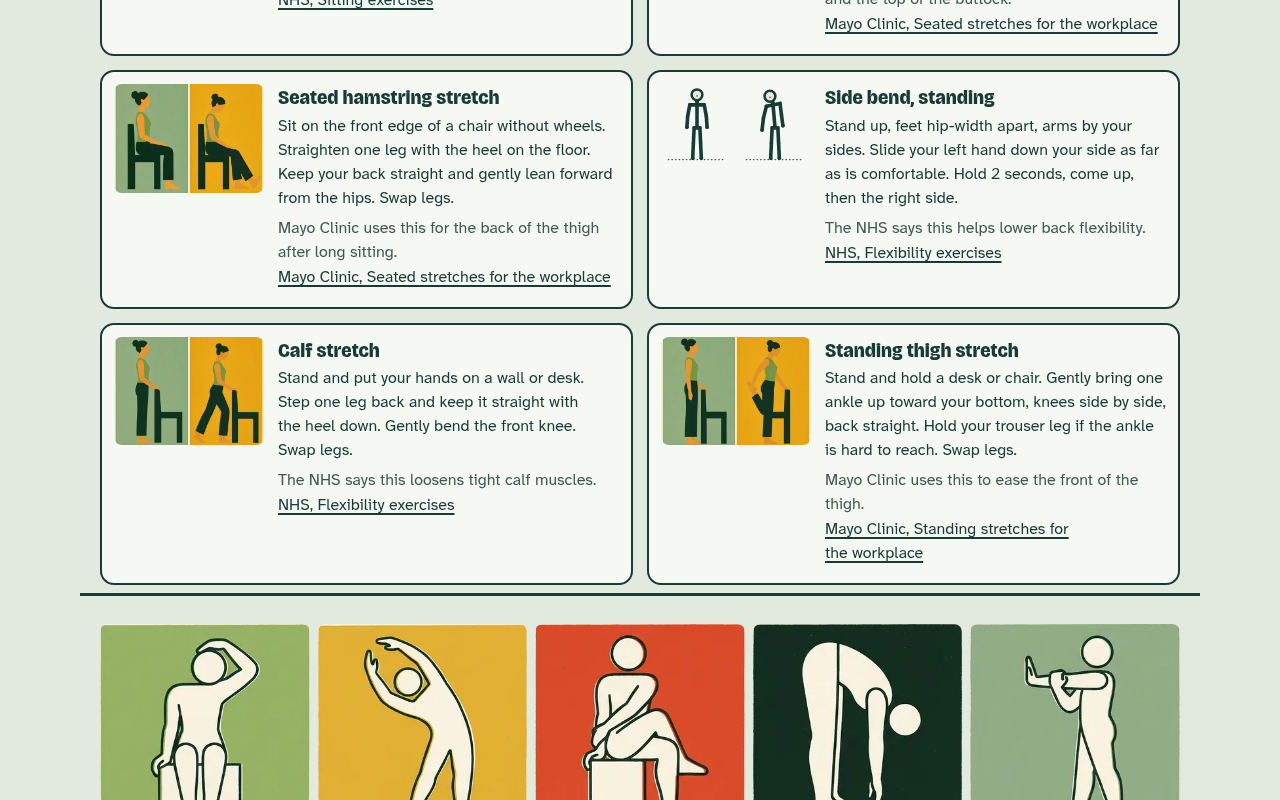 NHS, Sitting exercises
and the top of the buttock.
Mayo Clinic, Seated stretches for the workplace
Seated hamstring stretch
Sit on the front edge of a chair without wheels.
Straighten one leg with the heel on the floor.
Keep your back straight and gently lean forward
from the hips. Swap legs.
Mayo Clinic uses this for the back of the thigh
after long sitting.
Mayo Clinic, Seated stretches for the workplace
Side bend, standing
Stand up, feet hip-width apart, arms by your
sides. Slide your left hand down your side as far
as is comfortable. Hold 2 seconds, come up,
then the right side.
The NHS says this helps lower back flexibility.
NHS, Flexibility exercises
Calf stretch
Stand and put your hands on a wall or desk.
Step one leg back and keep it straight with
the heel down. Gently bend the front knee.
Swap legs.
The NHS says this loosens tight calf muscles.
NHS, Flexibility exercises
Standing thigh stretch
Stand and hold a desk or chair. Gently bring one
ankle up toward your bottom, knees side by side,
back straight. Hold your trouser leg if the ankle
is hard to reach. Swap legs.
Mayo Clinic uses this to ease the front of the
thigh.
Mayo Clinic, Standing stretches for
the workplace